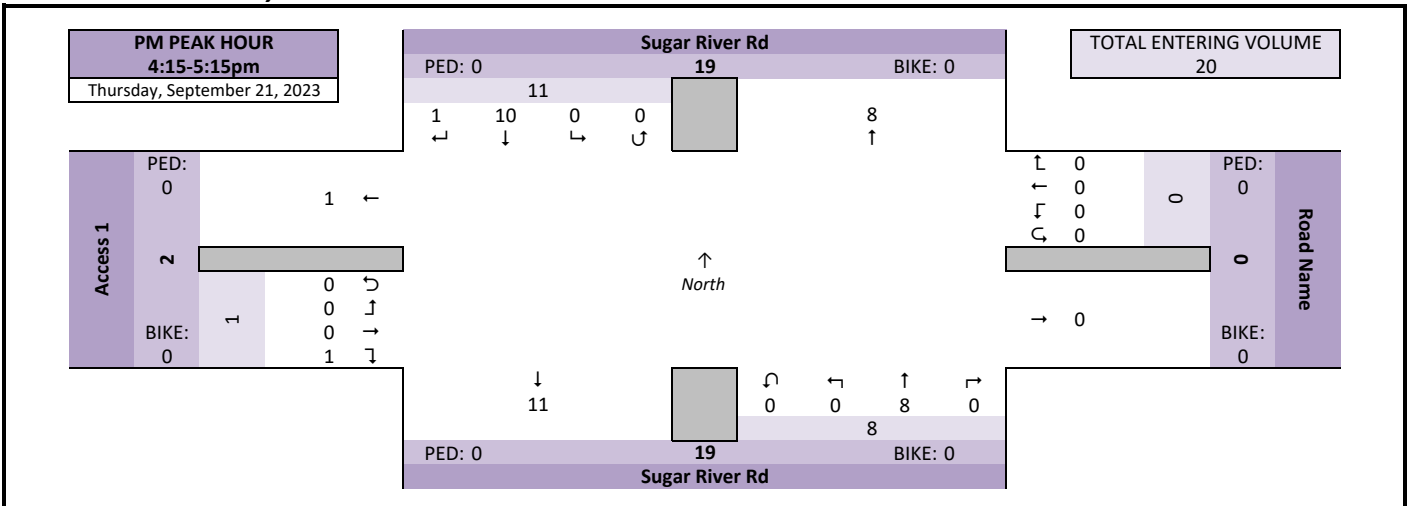 PM PEAK HOUR
4:15-5:15pm
Thursday, September 21, 2023
Sugar River Rd
PED: 0 19 BIKE: 0
TOTAL ENTERING VOLUME
20
11
1 10 0 0
↵ ↓ ↳ ↺
8
↑
Access 1
PED:
0
2
BIKE:
0
1 ←
1
0 ⮌
0 ⮥
0 →
1 ↴
↑
North
↰ 0
← 0
↲ 0
⮎ 0
0
→ 0
PED:
0
0
BIKE:
0
Road Name
↓
11
↶ ↰ ↑ ↱
0 0 8 0
8
PED: 0 19 BIKE: 0
Sugar River Rd